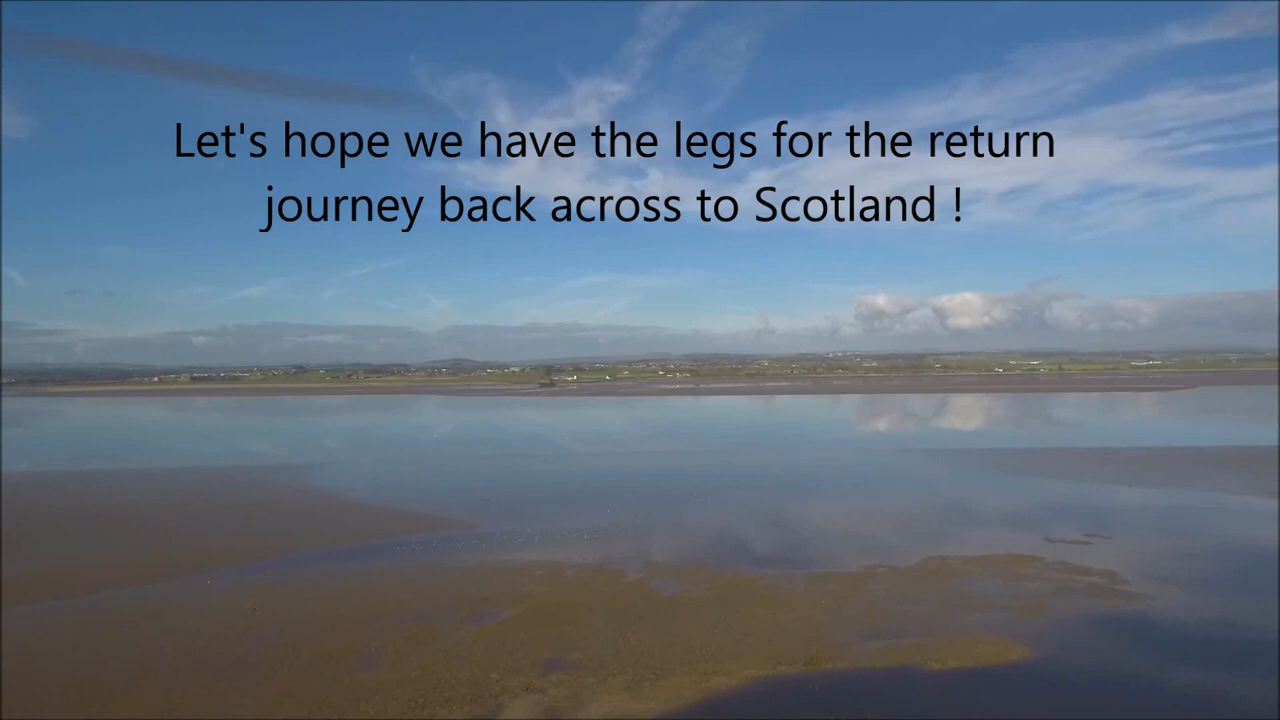 Let's hope we have the legs for the return
journey back across to Scotland !